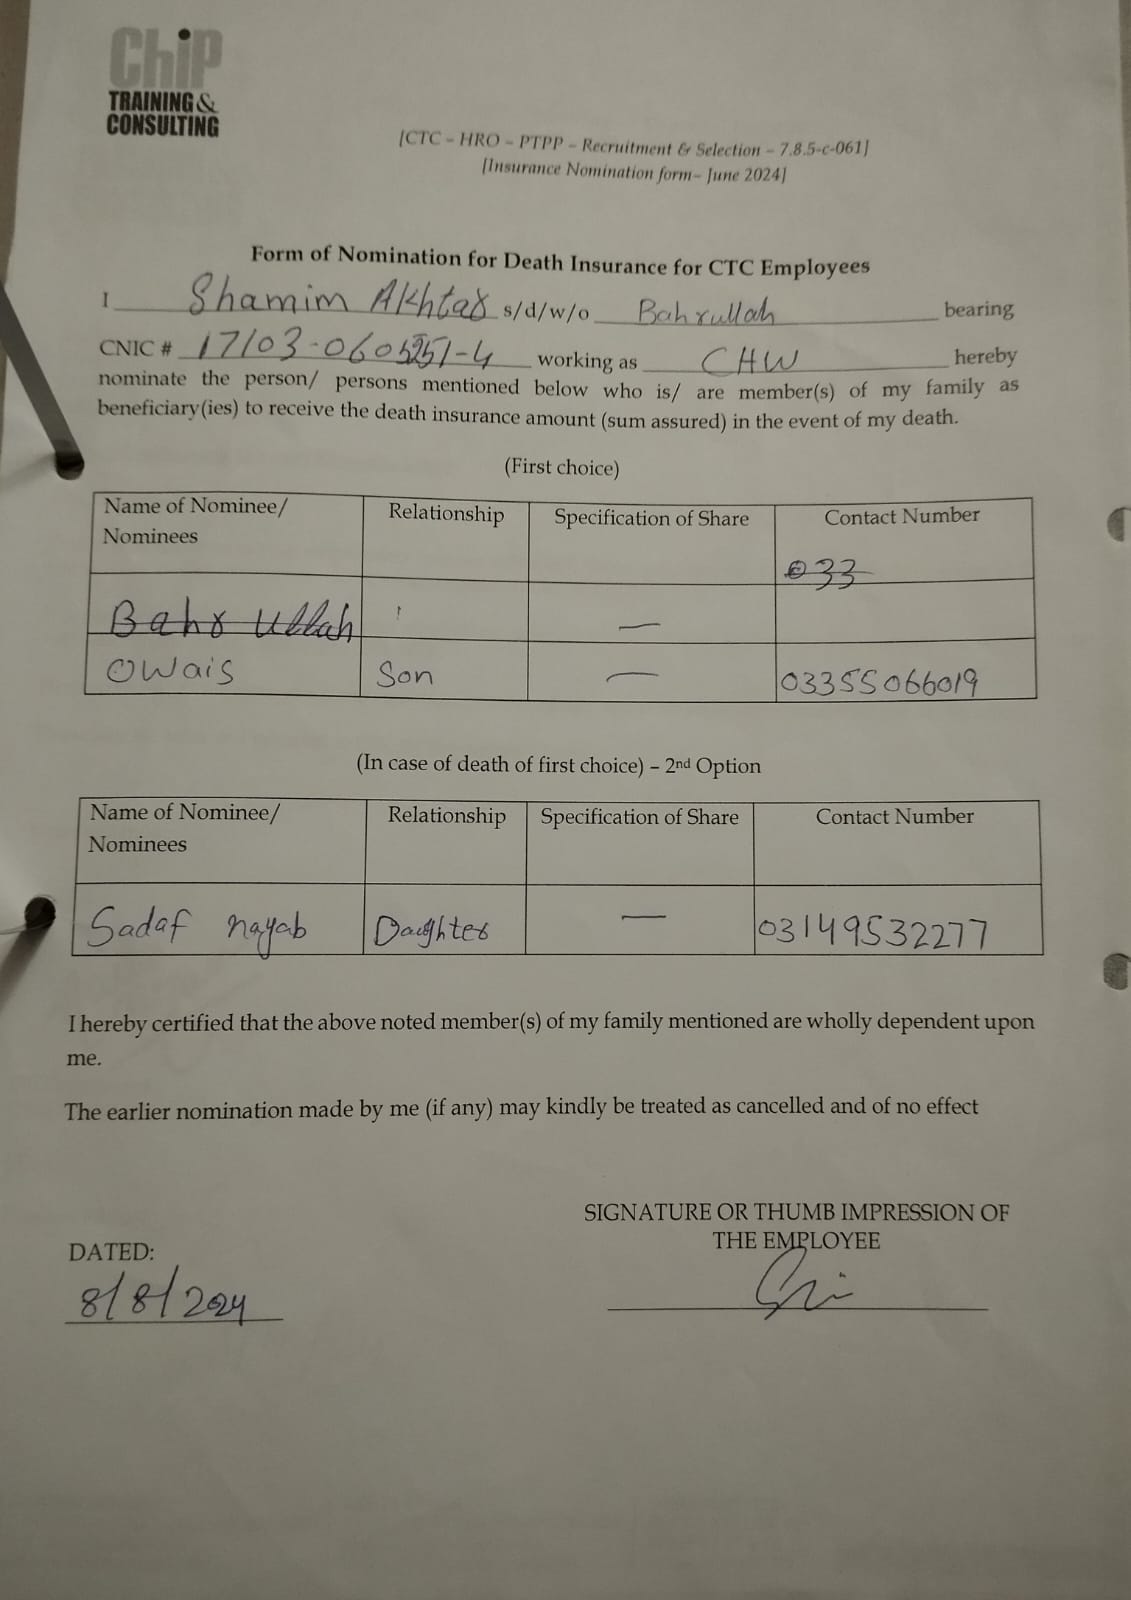 ChiP
TRAINING &
CONSULTING
[CTC – HRO – PTPP – Recruitment & Selection – 7.8.5-c-061]
[Insurance Nomination form– June 2024]
Form of Nomination for Death Insurance for CTC Employees
I Shamim Akhtar s/d/w/o Bahrullah bearing
CNIC # 17103-0605251-4 working as CHW hereby
nominate the person/ persons mentioned below who is/ are member(s) of my family as
beneficiary(ies) to receive the death insurance amount (sum assured) in the event of my death.
(First choice)
Name of Nominee/ Relationship Specification of Share Contact Number
Nominees
033
Bahr Ullah —
Owais Son — 03355066019
(In case of death of first choice) – 2nd Option
Name of Nominee/ Relationship Specification of Share Contact Number
Nominees
Sadaf nayab Daughter — 03149532277
I hereby certified that the above noted member(s) of my family mentioned are wholly dependent upon
me.
The earlier nomination made by me (if any) may kindly be treated as cancelled and of no effect
SIGNATURE OR THUMB IMPRESSION OF
THE EMPLOYEE
DATED:
8/8/2024